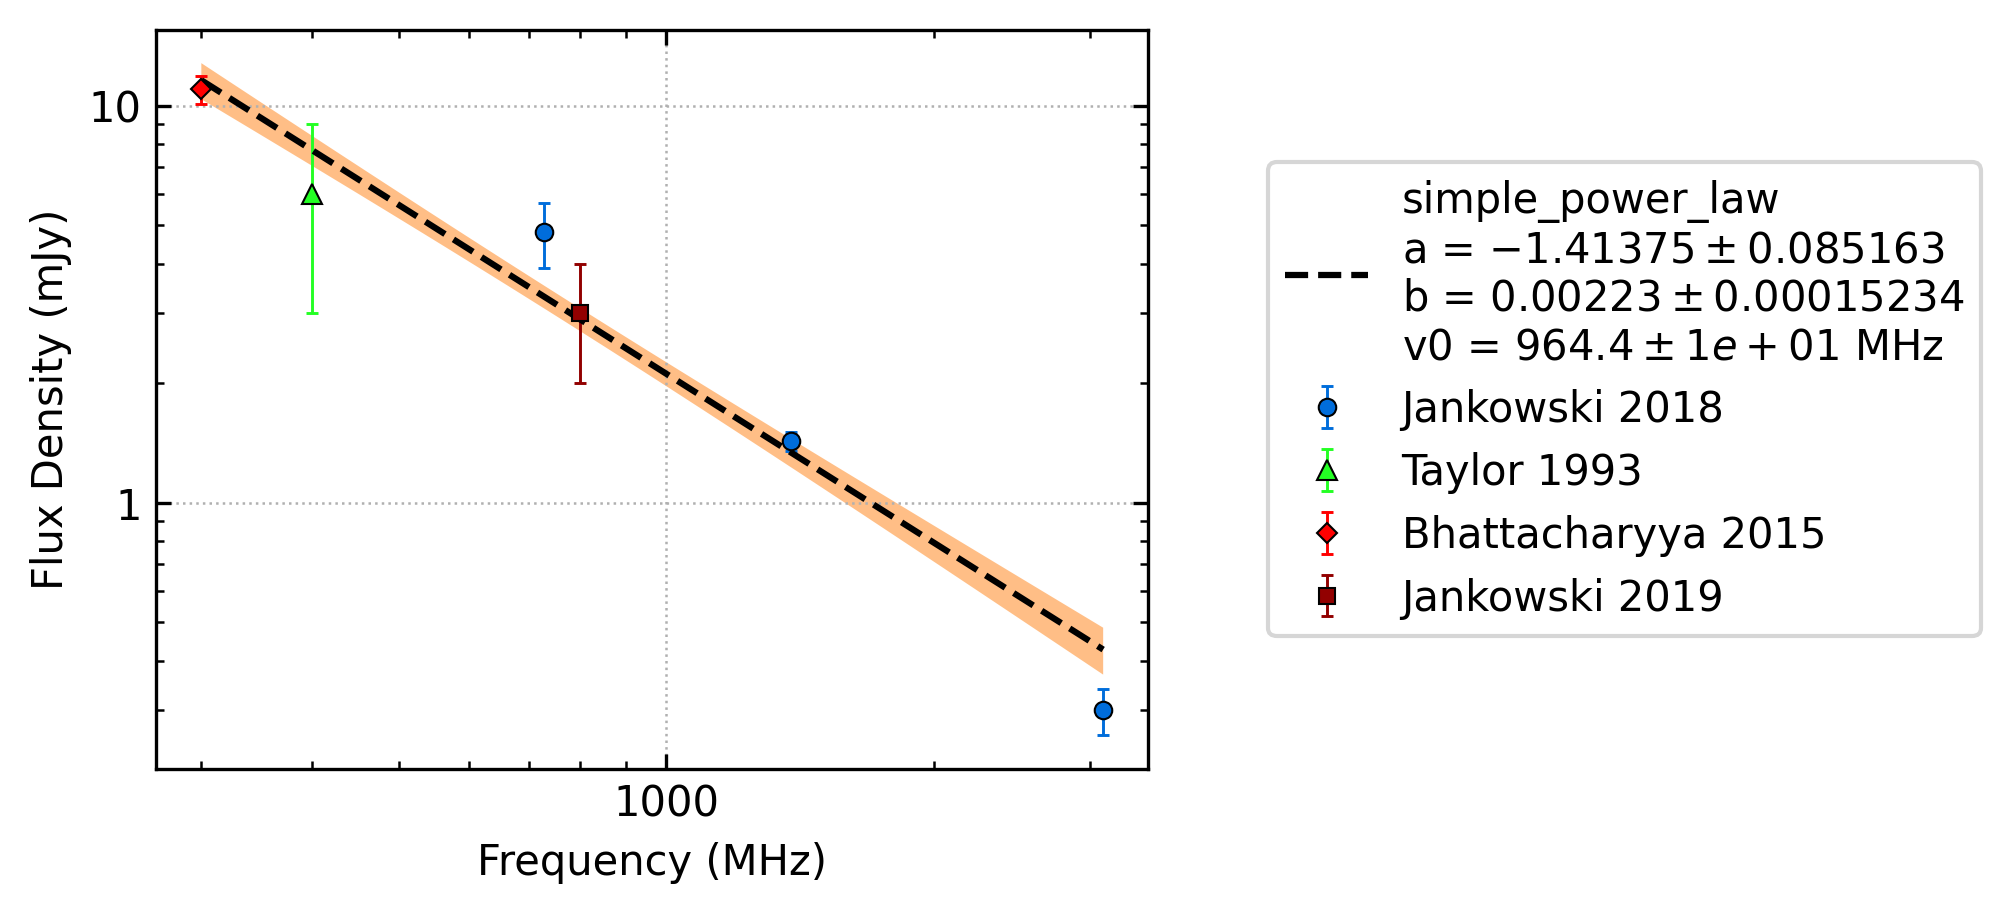 10
1
Flux Density (mJy)
1000
Frequency (MHz)
simple_power_law
a = −1.41375 ± 0.085163
b = 0.00223 ± 0.00015234
v0 = 964.4 ± 1e + 01 MHz
Jankowski 2018
Taylor 1993
Bhattacharyya 2015
Jankowski 2019